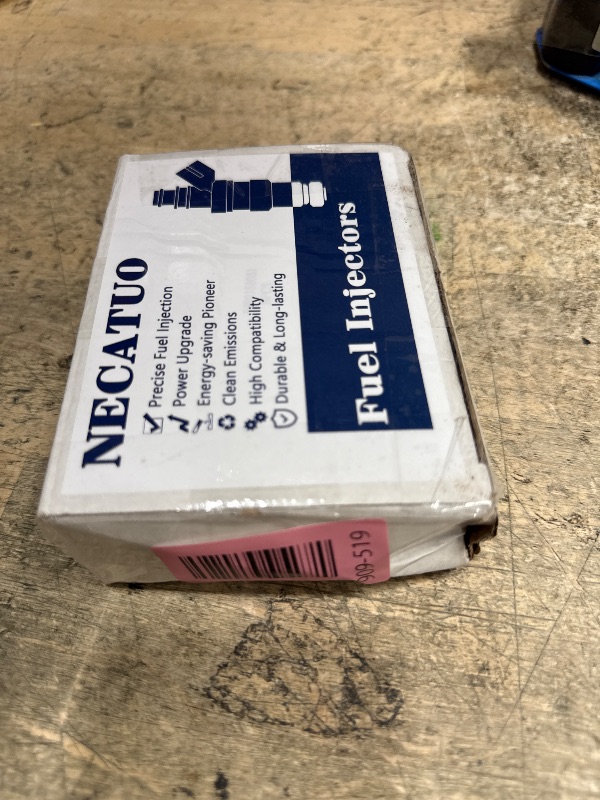 NECATUO
Precise Fuel Injection
Power Upgrade
Energy-saving Pioneer
Clean Emissions
High Compatibility
Durable & Long-lasting
Fuel Injectors
909-519